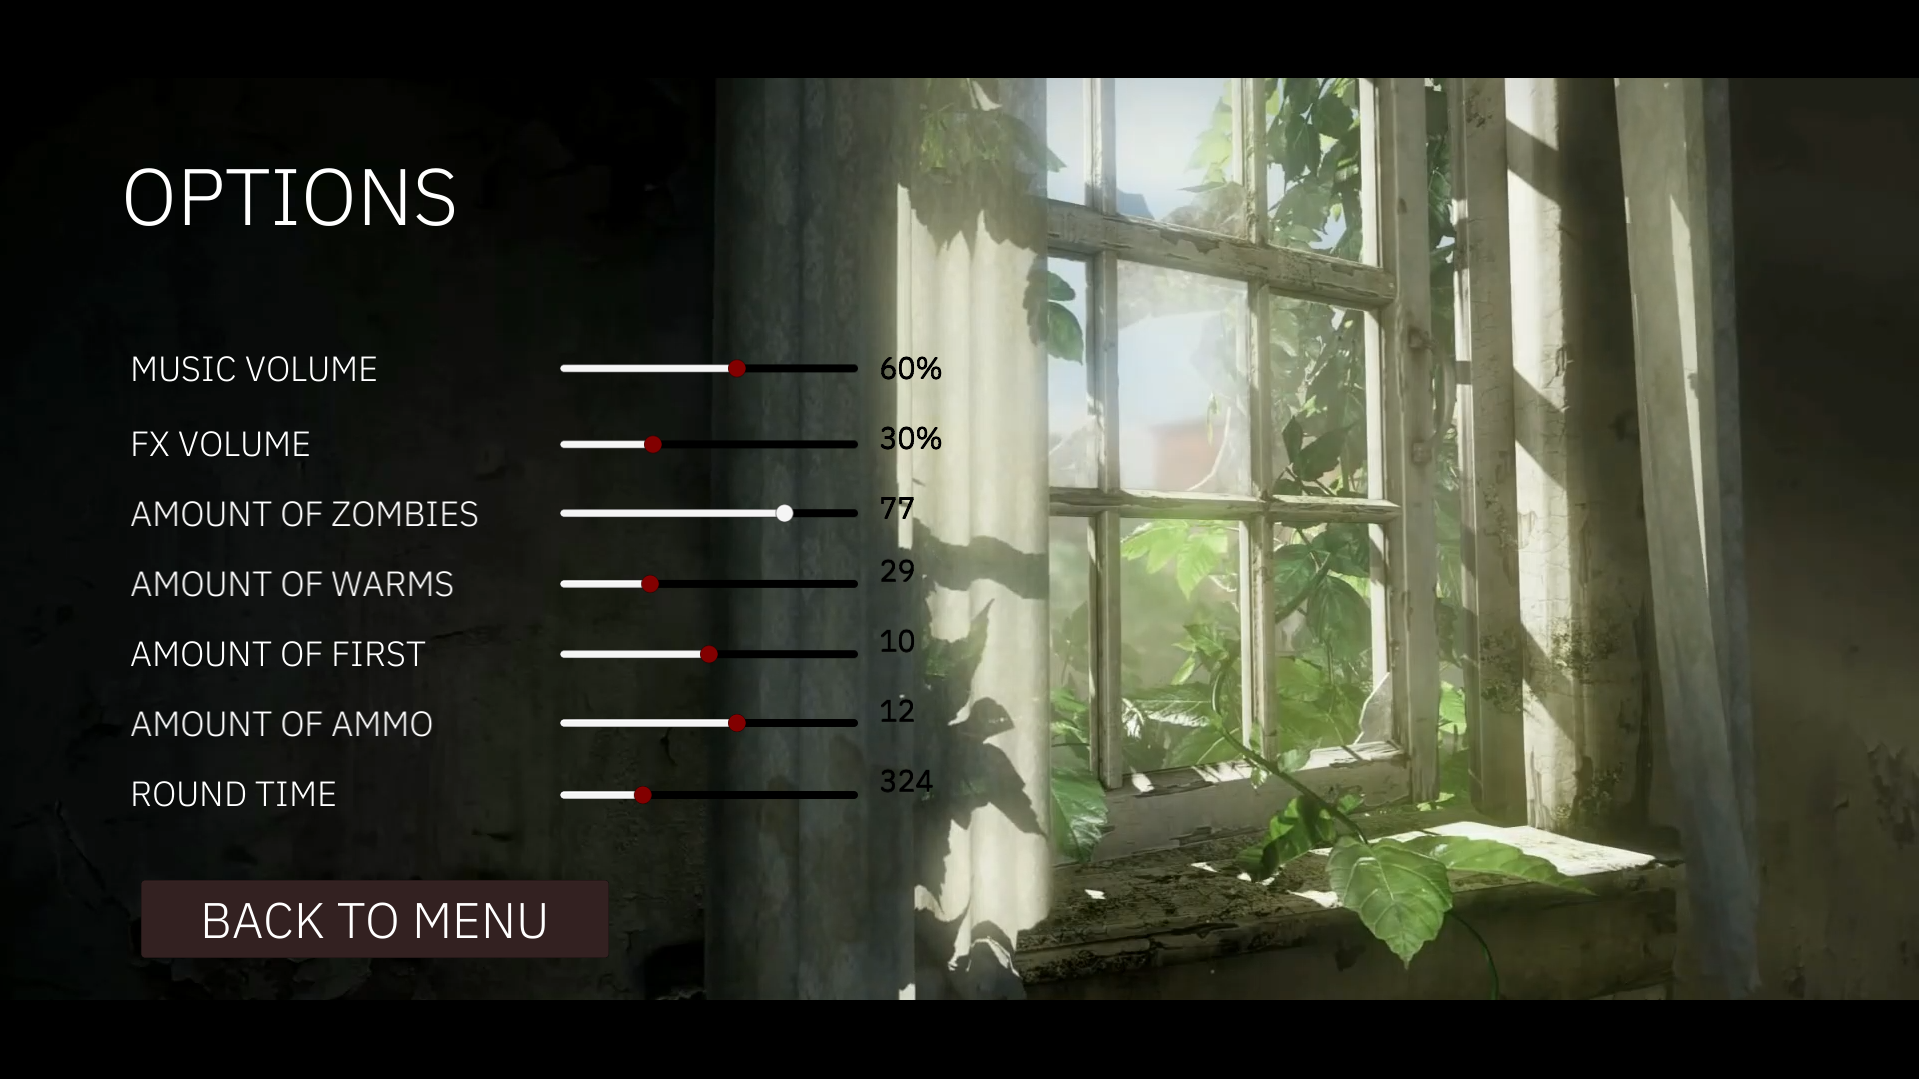 OPTIONS
MUSIC VOLUME 60%
FX VOLUME 30%
AMOUNT OF ZOMBIES 77
AMOUNT OF WARMS 29
AMOUNT OF FIRST 10
AMOUNT OF AMMO 12
ROUND TIME 324
BACK TO MENU